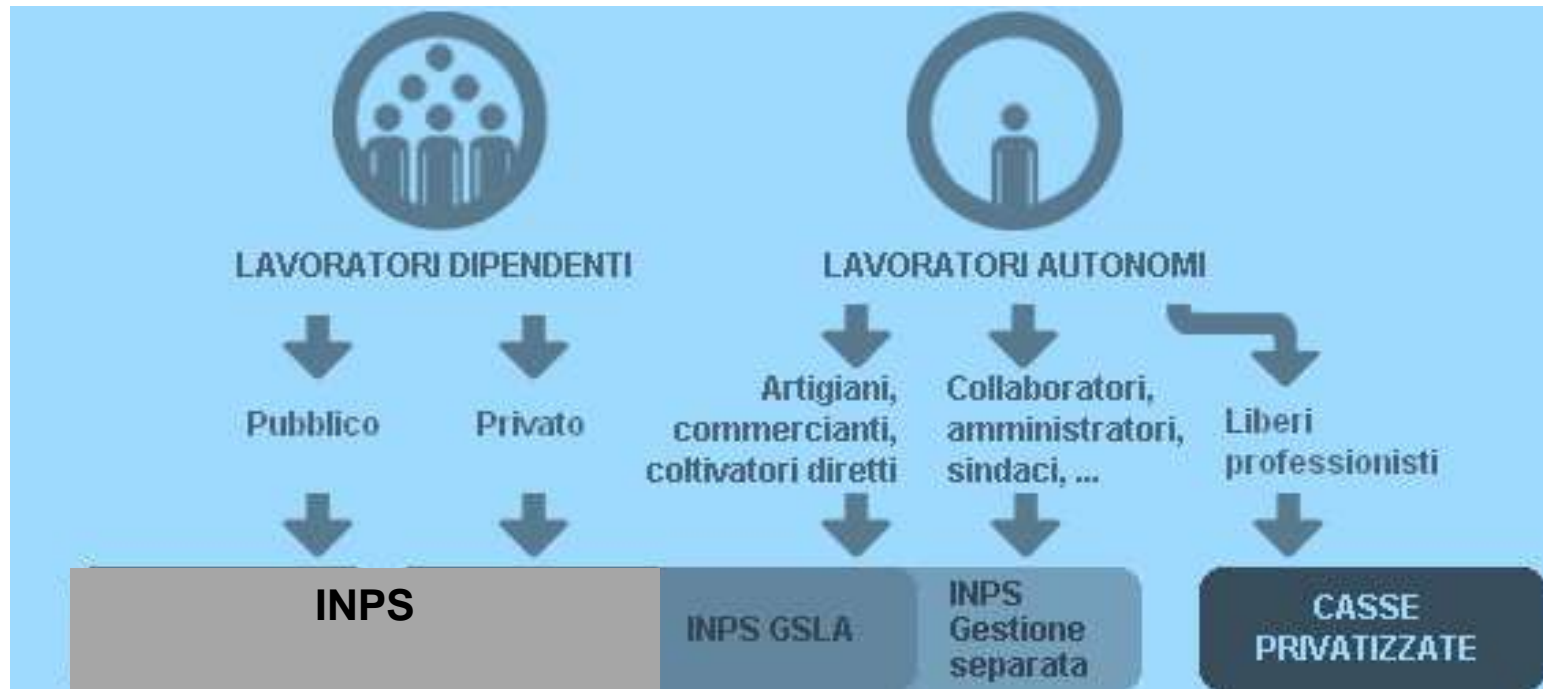 LAVORATORI DIPENDENTI
LAVORATORI AUTONOMI
Pubblico
Privato
Artigiani,
commercianti,
coltivatori diretti
Collaboratori,
amministratori,
sindaci, ...
Liberi
professionisti
INPS
INPS GSLA
INPS
Gestione
separata
CASSE
PRIVATIZZATE